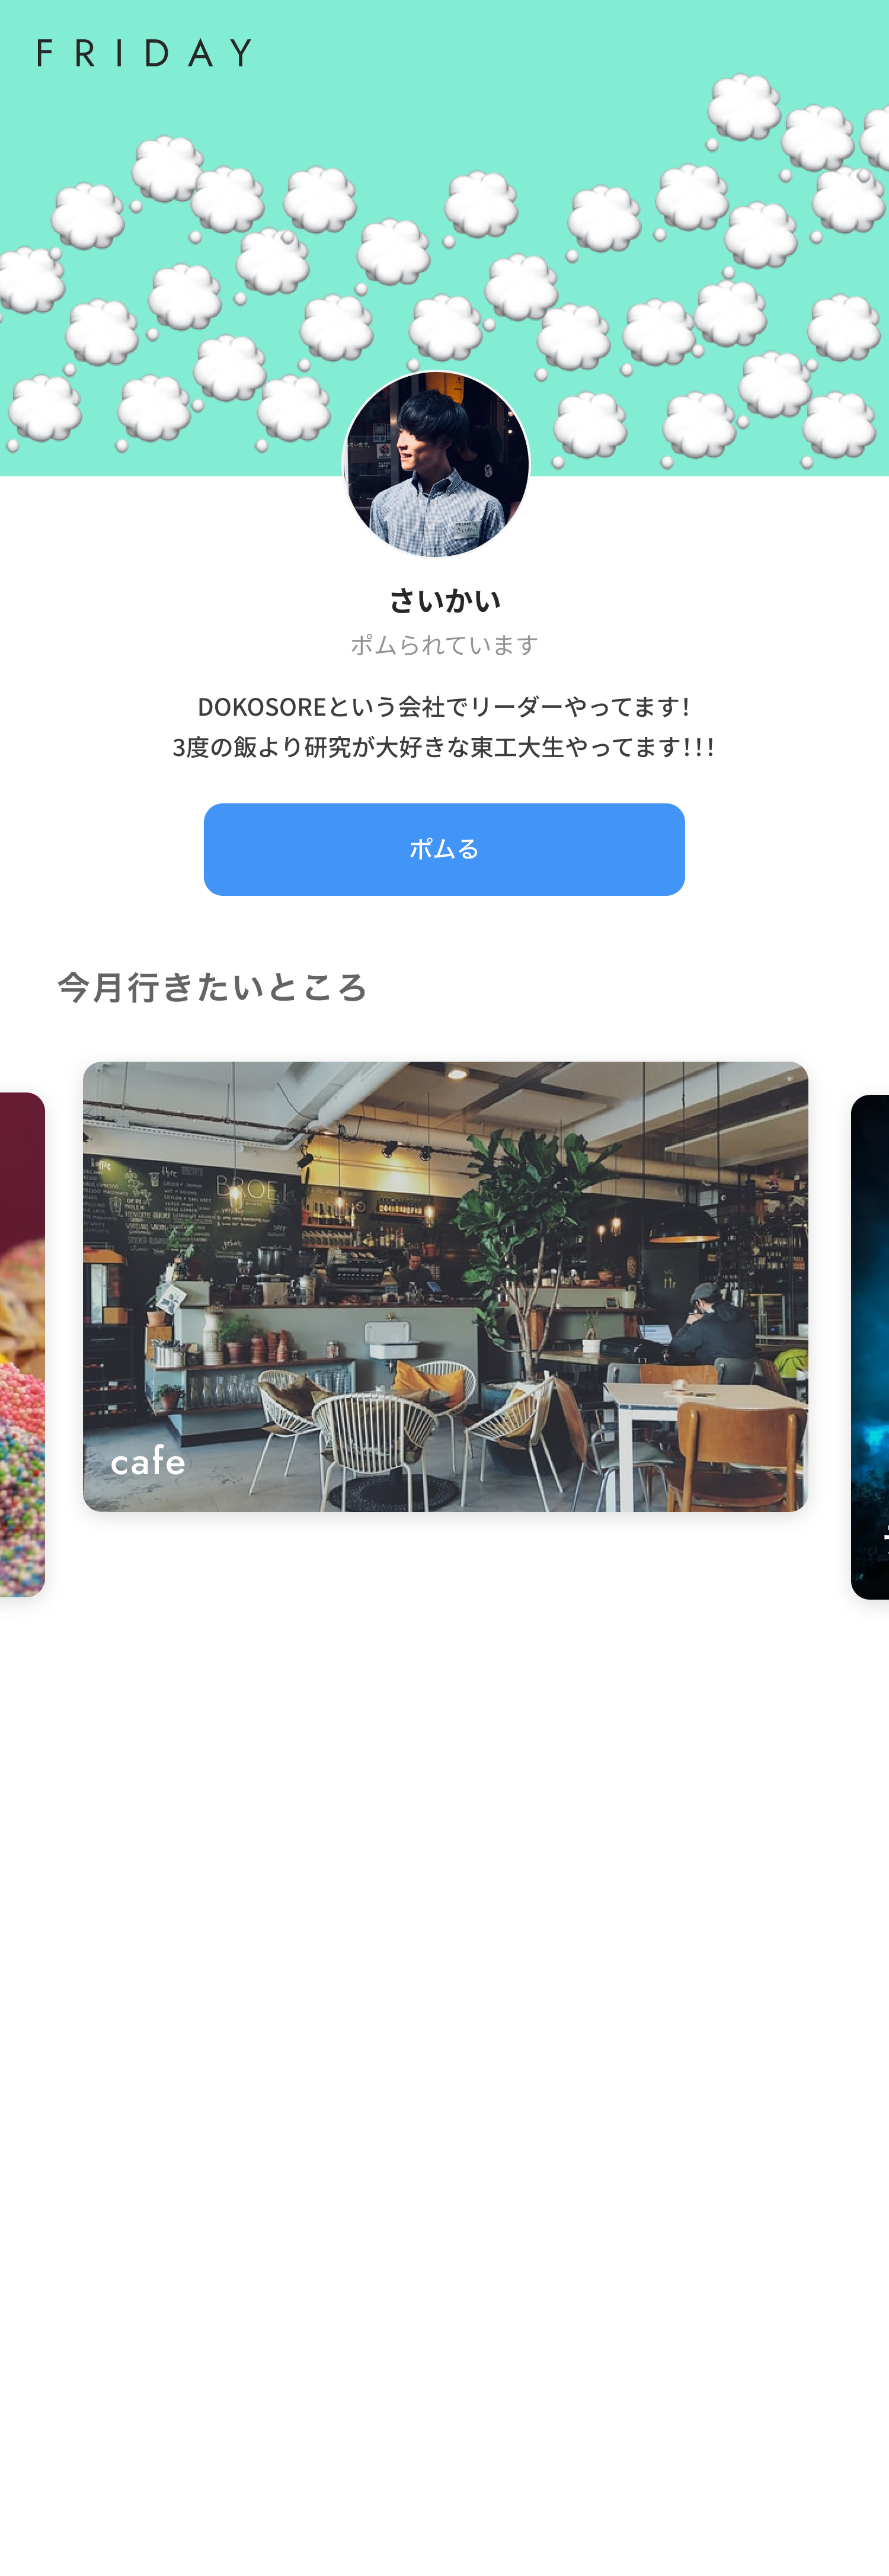 FRIDAY
さいかい
ポムられています
DOKOSOREという会社でリーダーやってます！
3度の飯より研究が大好きな東工大生やってます！！！
ポムる
今月行きたいところ
BROEI
cafe